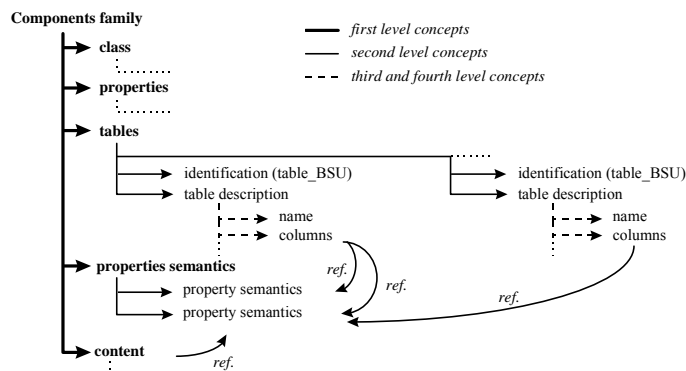 Components family
first level concepts
class
second level concepts
third and fourth level concepts
properties
tables
identification (table_BSU)
identification (table_BSU)
table description
table description
name
name
columns
columns
properties semantics
ref.
property semantics
ref.
ref.
property semantics
content
ref.